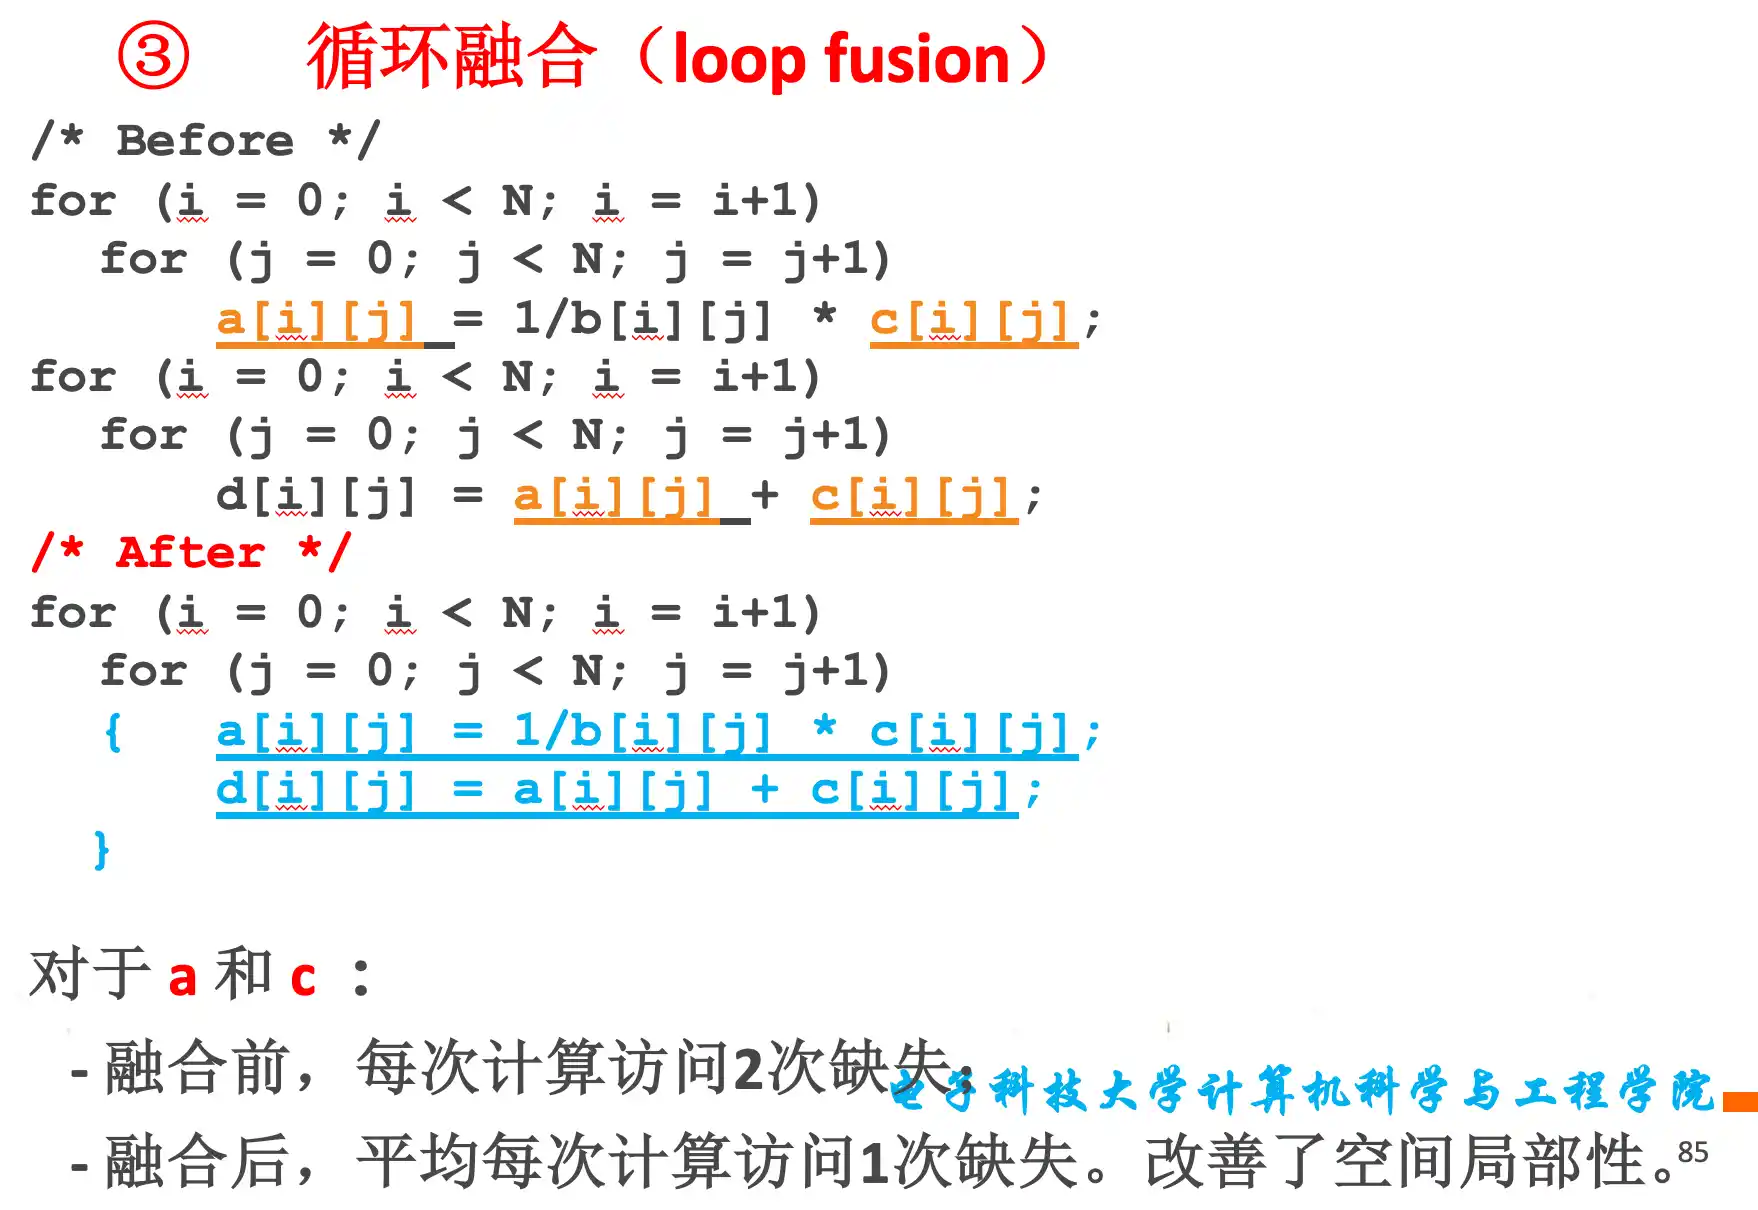 ③ 循环融合（loop fusion）
/* Before */
for (i = 0; i < N; i = i+1)
for (j = 0; j < N; j = j+1)
a[i][j] = 1/b[i][j] * c[i][j];
for (i = 0; i < N; i = i+1)
for (j = 0; j < N; j = j+1)
d[i][j] = a[i][j] + c[i][j];
/* After */
for (i = 0; i < N; i = i+1)
for (j = 0; j < N; j = j+1)
{ a[i][j] = 1/b[i][j] * c[i][j];
d[i][j] = a[i][j] + c[i][j];
}
对于 a 和 c ：
- 融合前，每次计算访问2次缺失；
电子科技大学计算机科学与工程学院
- 融合后，平均每次计算访问1次缺失。改善了空间局部性。
85